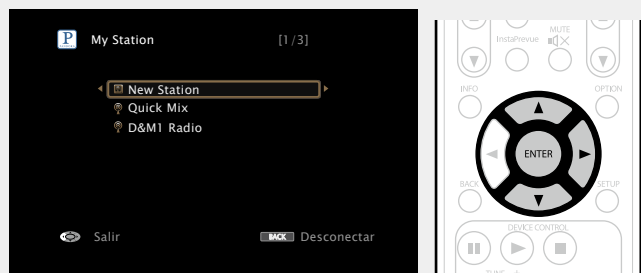 P
My Station [1/3]
New Station
Quick Mix
D&M1 Radio
Salir BACK Desconectar
InstaPrevue MUTE
INFO OPTION
ENTER
BACK SETUP
DEVICE CONTROL